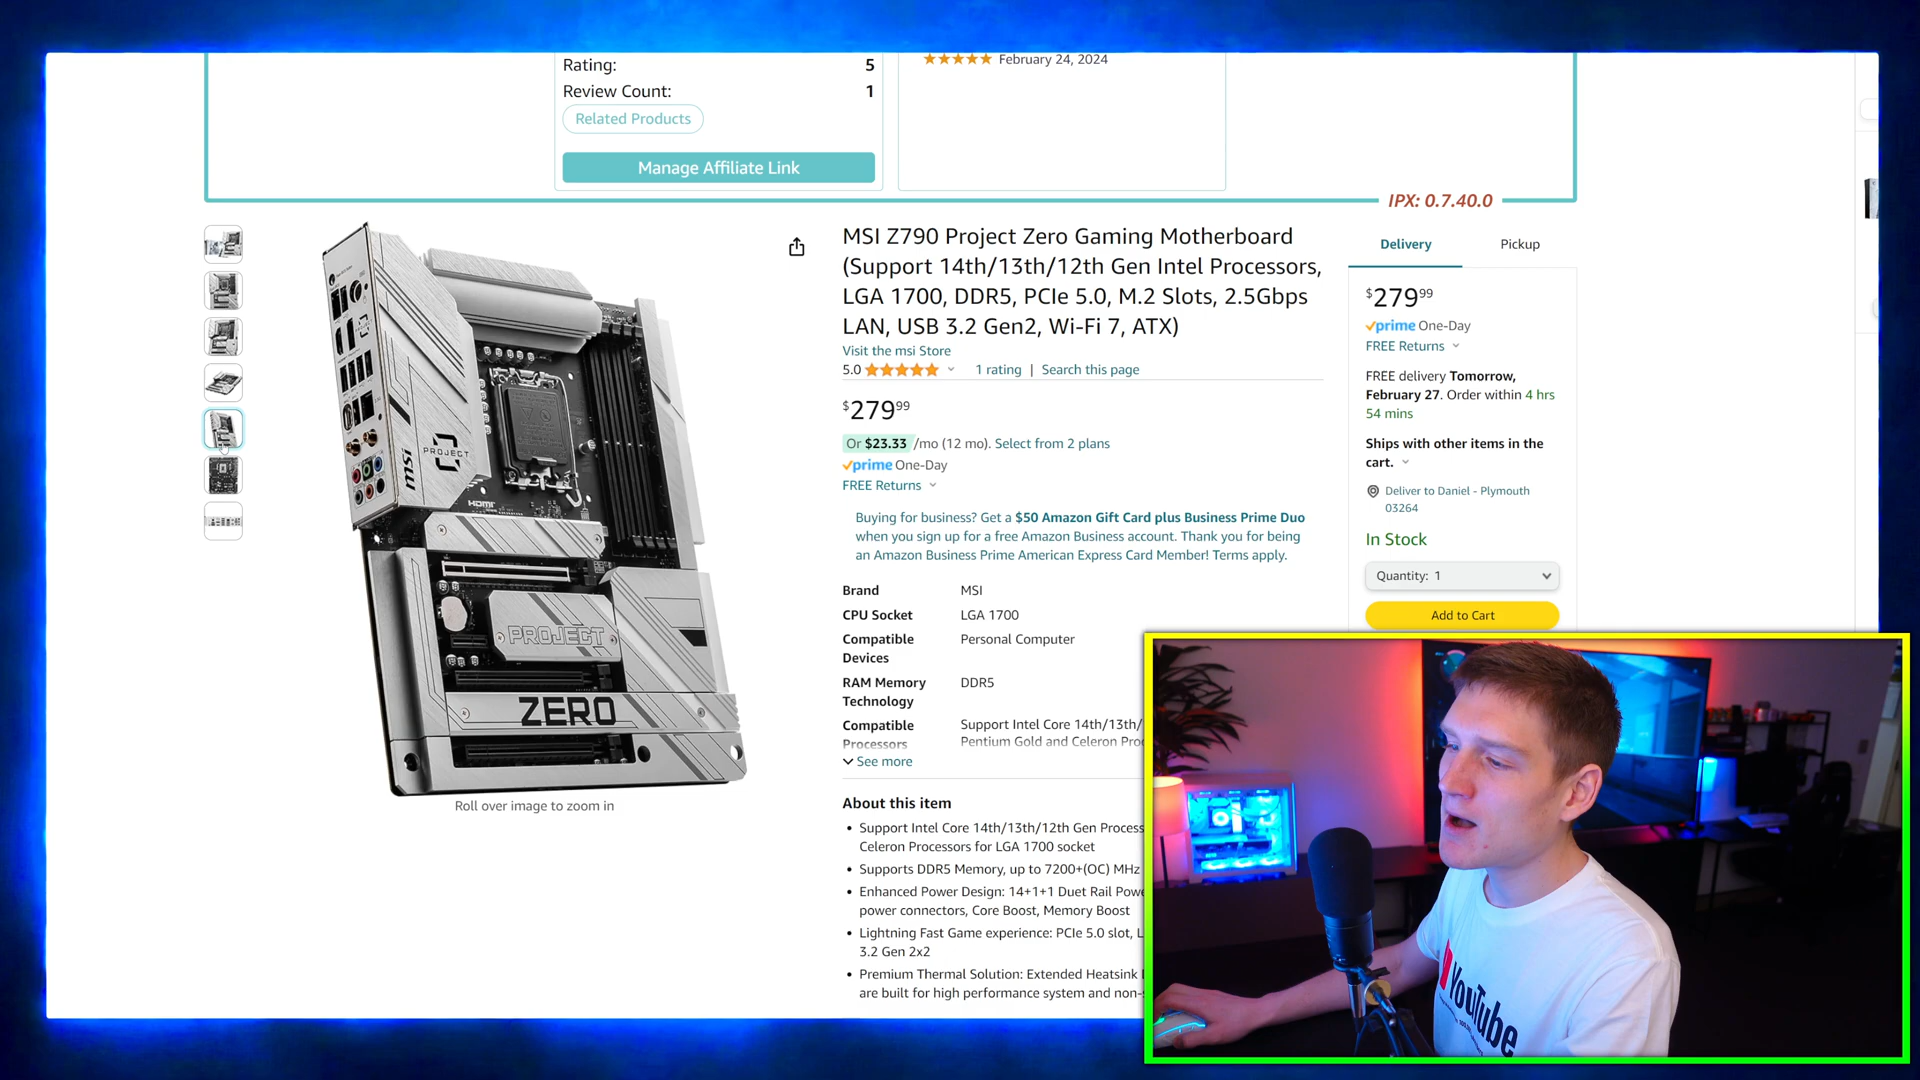 Rating: 5
Review Count: 1
Related Products
Manage Affiliate Link
February 24, 2024
IPX: 0.7.40.0
MSI Z790 Project Zero Gaming Motherboard
(Support 14th/13th/12th Gen Intel Processors,
LGA 1700, DDR5, PCIe 5.0, M.2 Slots, 2.5Gbps
LAN, USB 3.2 Gen2, Wi-Fi 7, ATX)
Visit the msi Store
5.0
1 rating | Search this page
$279.99
Or $23.33 /mo (12 mo). Select from 2 plans
prime One-Day
FREE Returns
Buying for business? Get a $50 Amazon Gift Card plus Business Prime Duo
when you sign up for a free Amazon Business account. Thank you for being
an Amazon Business Prime American Express Card Member! Terms apply.
Brand MSI
CPU Socket LGA 1700
Compatible Personal Computer
Devices
RAM Memory DDR5
Technology
Compatible Support Intel Core 14th/13th/
Processors Pentium Gold and Celeron Proc
See more
About this item
• Support Intel Core 14th/13th/12th Gen Process
Celeron Processors for LGA 1700 socket
• Supports DDR5 Memory, up to 7200+(OC) MHz
• Enhanced Power Design: 14+1+1 Duet Rail Powe
power connectors, Core Boost, Memory Boost
• Lightning Fast Game experience: PCIe 5.0 slot, L
3.2 Gen 2x2
• Premium Thermal Solution: Extended Heatsink
are built for high performance system and non-
msi
PROJECT
HDMI
PROJECT
ZERO
Roll over image to zoom in
Delivery Pickup
$279.99
prime One-Day
FREE Returns
FREE delivery Tomorrow,
February 27. Order within 4 hrs
54 mins
Ships with other items in the
cart.
Deliver to Daniel - Plymouth
03264
In Stock
Quantity: 1
Add to Cart
YouTube